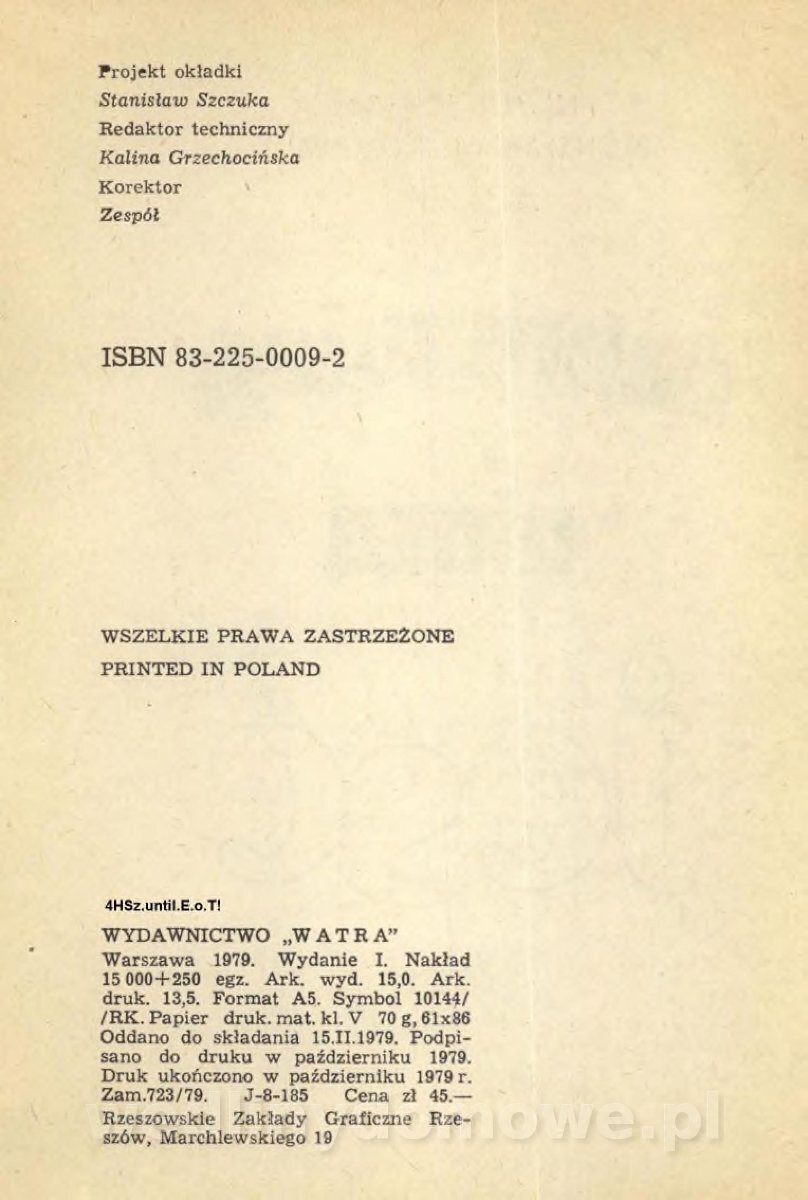 Projekt okładki
Stanisław Szczuka
Redaktor techniczny
Kalina Grzechocińska
Korektor
Zespół
ISBN 83-225-0009-2
WSZELKIE PRAWA ZASTRZEŻONE
PRINTED IN POLAND
4HSz.until.E.o.T!
WYDAWNICTWO „WATRA”
Warszawa 1979. Wydanie I. Nakład
15 000+250 egz. Ark. wyd. 15,0. Ark.
druk. 13,5. Format A5. Symbol 10144/
/RK. Papier druk. mat. kl. V 70 g, 61x86
Oddano do składania 15.II.1979. Podpi-
sano do druku w październiku 1979.
Druk ukończono w październiku 1979 r.
Zam.723/79. J-8-185 Cena zł 45.—
Rzeszowskie Zakłady Graficzne Rze-
szów, Marchlewskiego 19